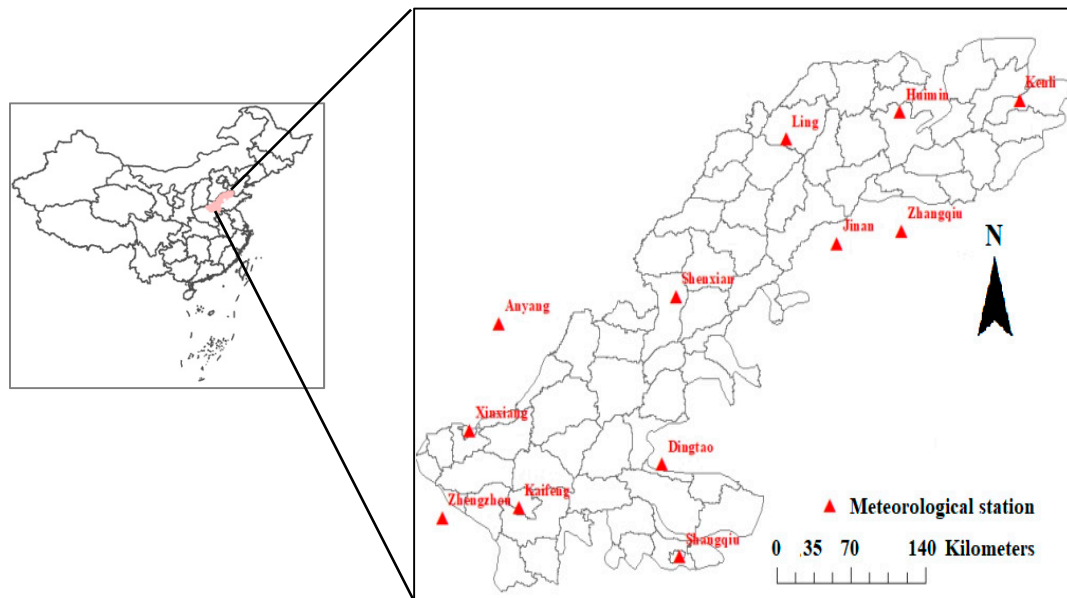 Kenli
Huimin
Ling
Zhangqiu
Jinan
N
Shenxian
Anyang
Xinxiang
Dingtao
Zhengzhou
Kaifeng
Meteorological station
Shangqiu
0 35 70 140 Kilometers